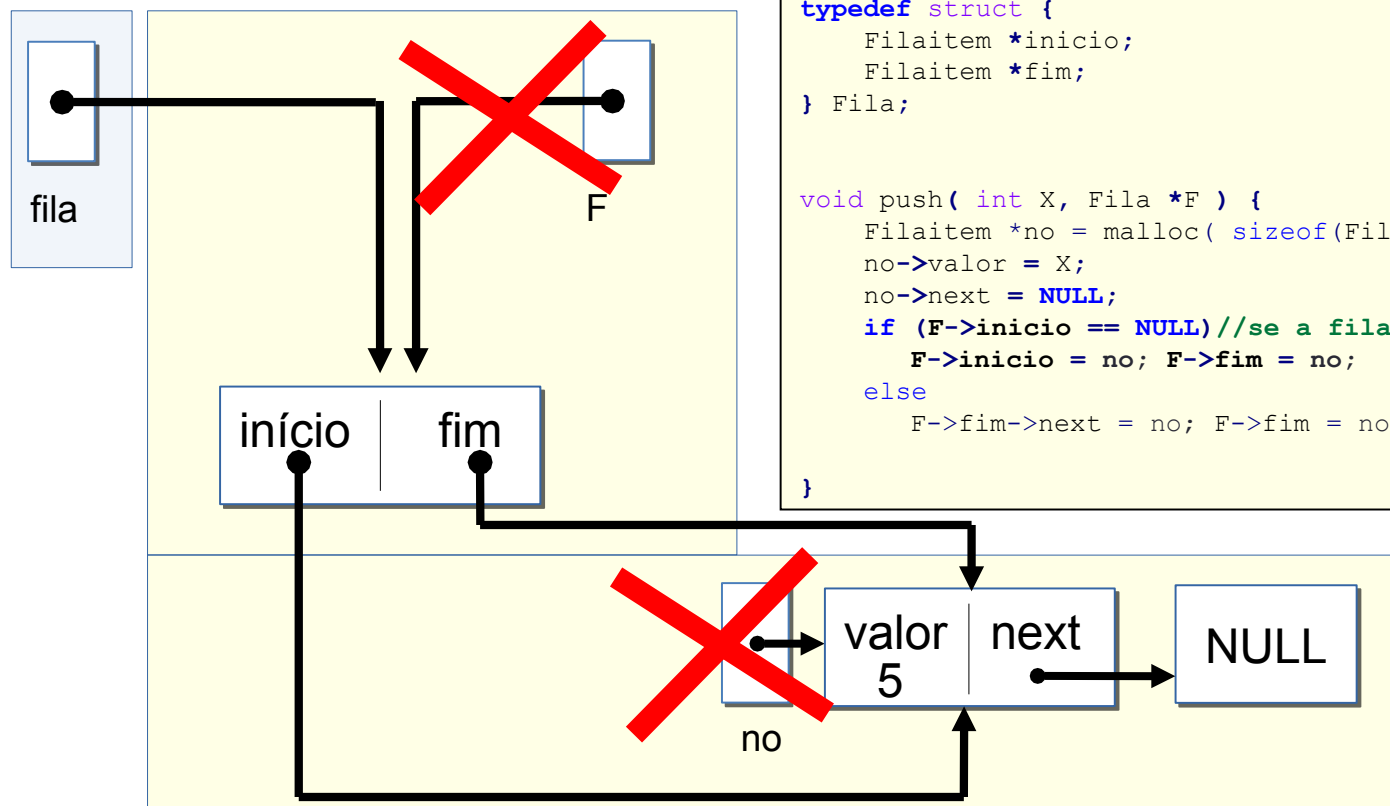 typedef struct {
Filaitem *inicio;
Filaitem *fim;
} Fila;
void push( int X, Fila *F ) {
Filaitem *no = malloc( sizeof(Fil
no->valor = X;
no->next = NULL;
if (F->inicio == NULL)//se a fila
F->inicio = no; F->fim = no;
else
F->fim->next = no; F->fim = no
}
fila
F
início fim
valor next
5
NULL
no